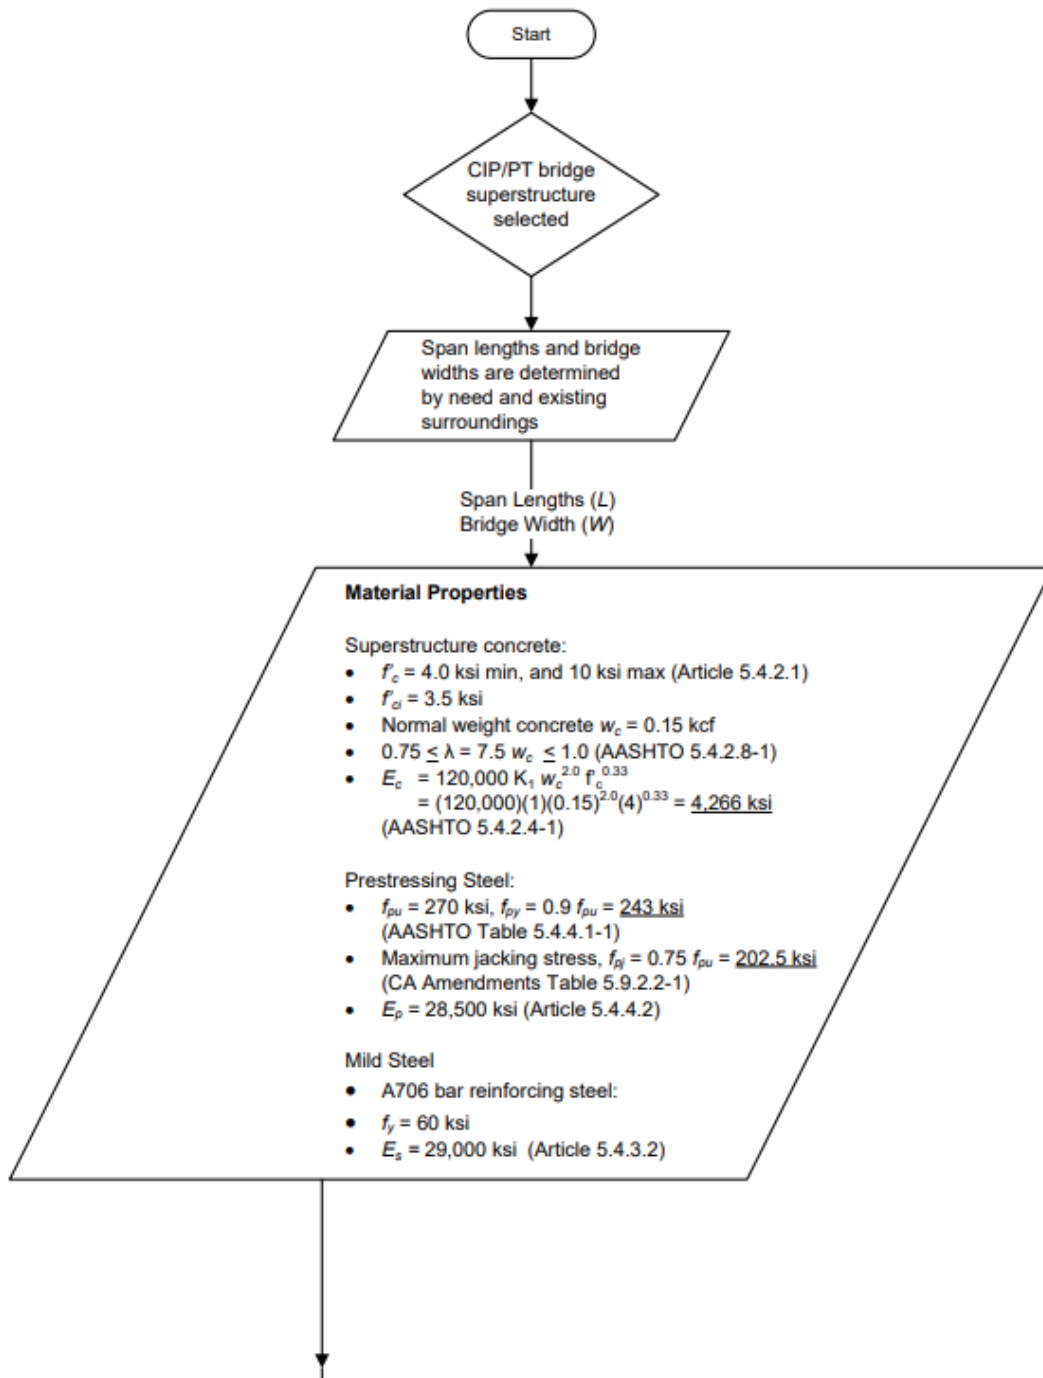 Start
CIP/PT bridge
superstructure
selected
Span lengths and bridge
widths are determined
by need and existing
surroundings
Span Lengths (L)
Bridge Width (W)
Material Properties
Superstructure concrete:
• f'c = 4.0 ksi min, and 10 ksi max (Article 5.4.2.1)
• f'ci = 3.5 ksi
• Normal weight concrete wc = 0.15 kcf
• 0.75 ≤ λ = 7.5 wc ≤ 1.0 (AASHTO 5.4.2.8-1)
• Ec = 120,000 K1 wc^2.0 f'c^0.33
= (120,000)(1)(0.15)^2.0(4)^0.33 = 4,266 ksi
(AASHTO 5.4.2.4-1)
Prestressing Steel:
• fpu = 270 ksi, fpy = 0.9 fpu = 243 ksi
(AASHTO Table 5.4.4.1-1)
• Maximum jacking stress, fpj = 0.75 fpu = 202.5 ksi
(CA Amendments Table 5.9.2.2-1)
• Ep = 28,500 ksi (Article 5.4.4.2)
Mild Steel
• A706 bar reinforcing steel:
• fy = 60 ksi
• Es = 29,000 ksi (Article 5.4.3.2)